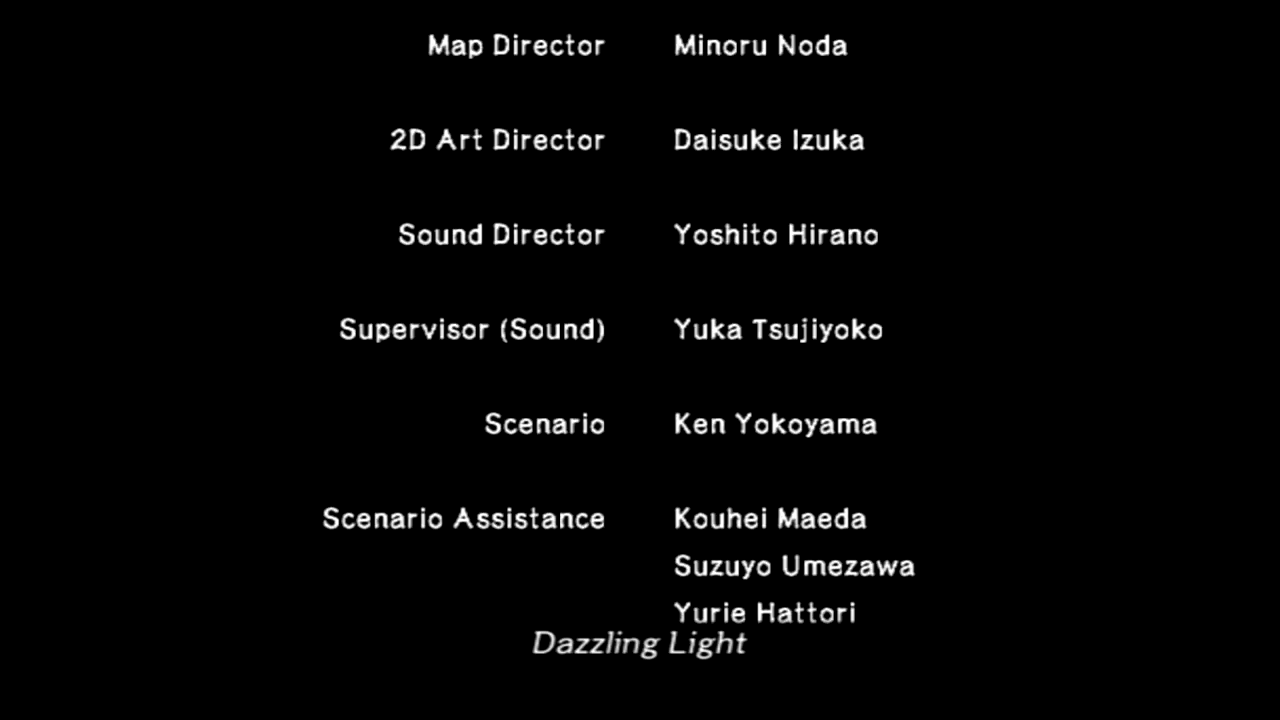 Map Director Minoru Noda
2D Art Director Daisuke Izuka
Sound Director Yoshito Hirano
Supervisor (Sound) Yuka Tsujiyoko
Scenario Ken Yokoyama
Scenario Assistance Kouhei Maeda
Suzuyo Umezawa
Yurie Hattori
Dazzling Light